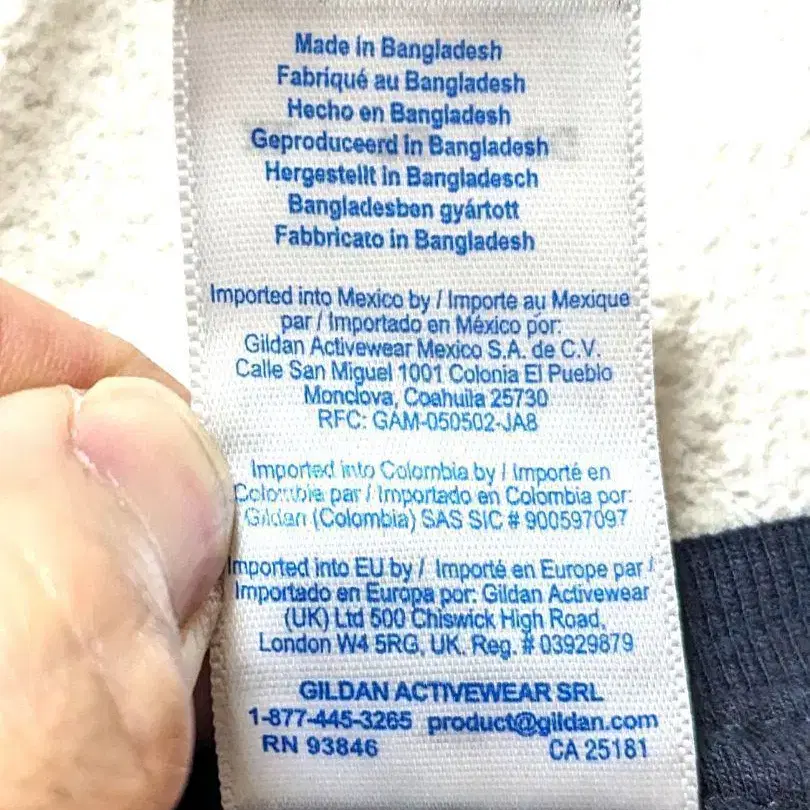 Made in Bangladesh
Fabriqué au Bangladesh
Hecho en Bangladesh
Geproduceerd in Bangladesh
Hergestellt in Bangladesch
Bangladesben gyártott
Fabbricato in Bangladesh
Imported into Mexico by / Importe au Mexique
par / Importado en México por:
Gildan Activewear Mexico S.A. de C.V.
Calle San Miguel 1001 Colonia El Pueblo
Monclova, Coahuila 25730
RFC: GAM-050502-JA8
Imported into Colombia by / Importé en
Colombie par / Importado en Colombia por:
Gildan (Colombia) SAS SIC # 900597097
Imported into EU by / Importé en Europe par /
Importado en Europa por: Gildan Activewear
(UK) Ltd 500 Chiswick High Road,
London W4 5RG, UK. Reg. # 03929879
GILDAN ACTIVEWEAR SRL
1-877-445-3265 product@gildan.com
RN 93846 CA 25181